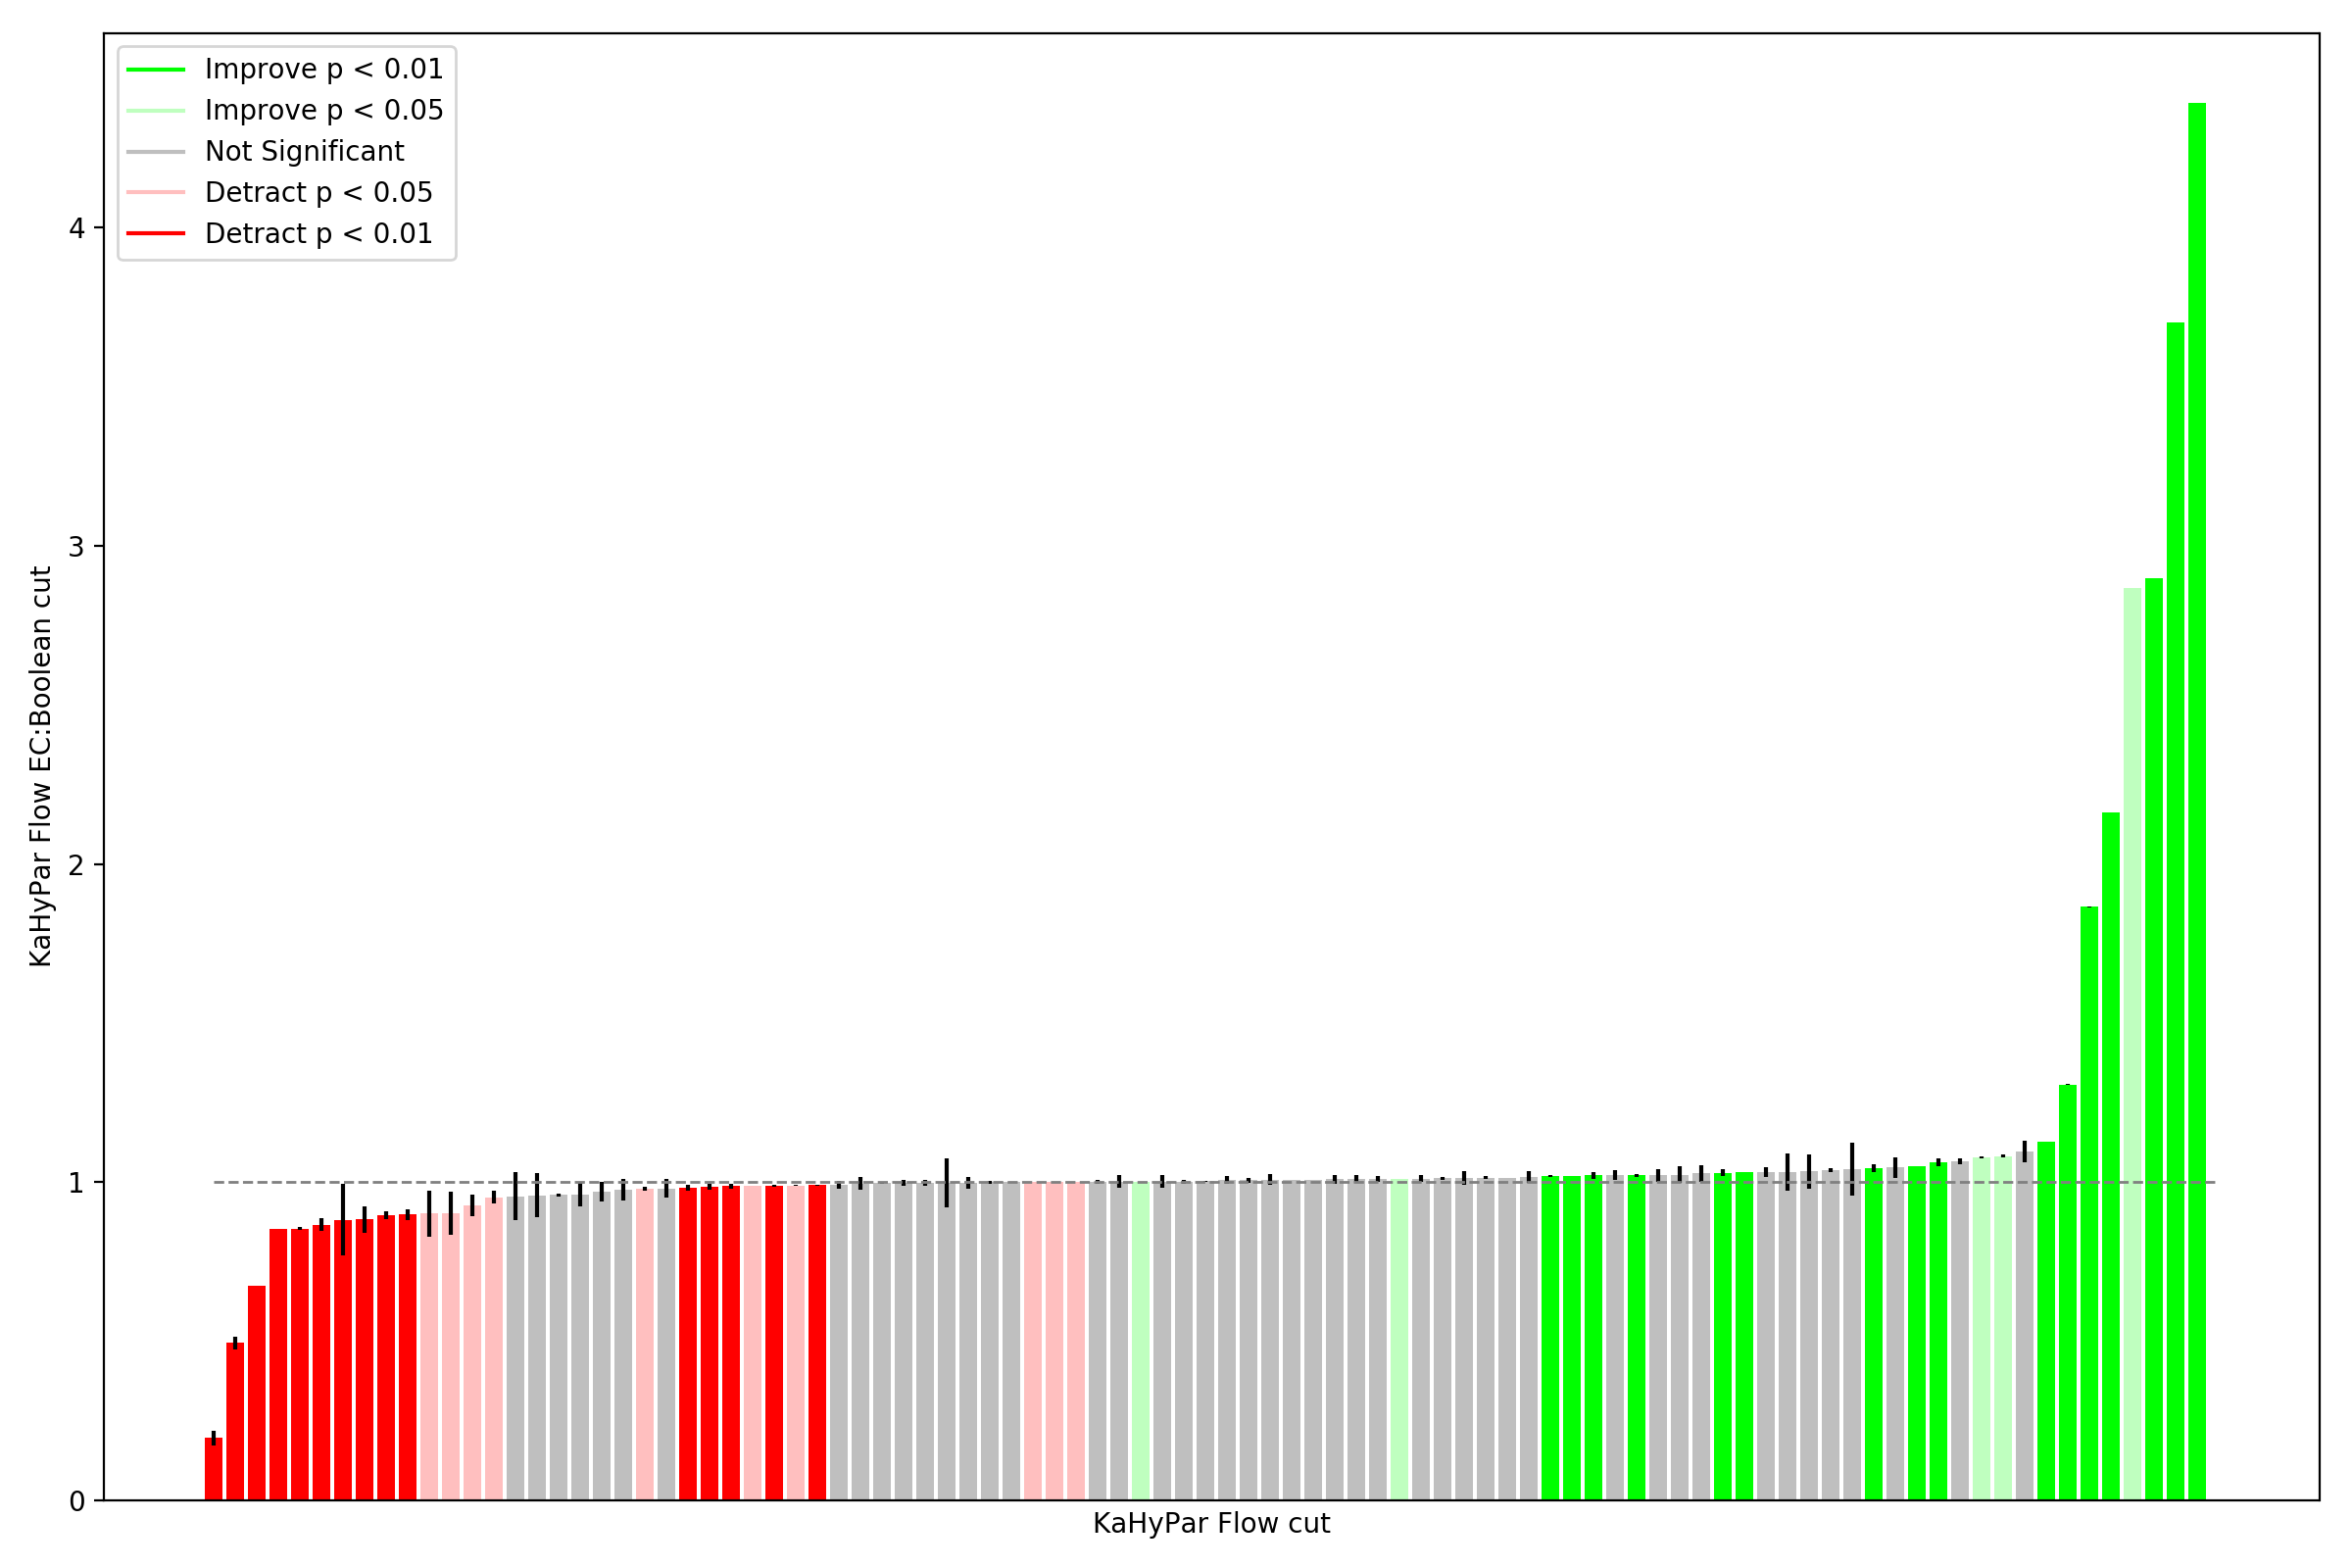 Improve p < 0.01
Improve p < 0.05
Not Significant
Detract p < 0.05
Detract p < 0.01
4
3
2
1
0
KaHyPar Flow EC:Boolean cut
KaHyPar Flow cut